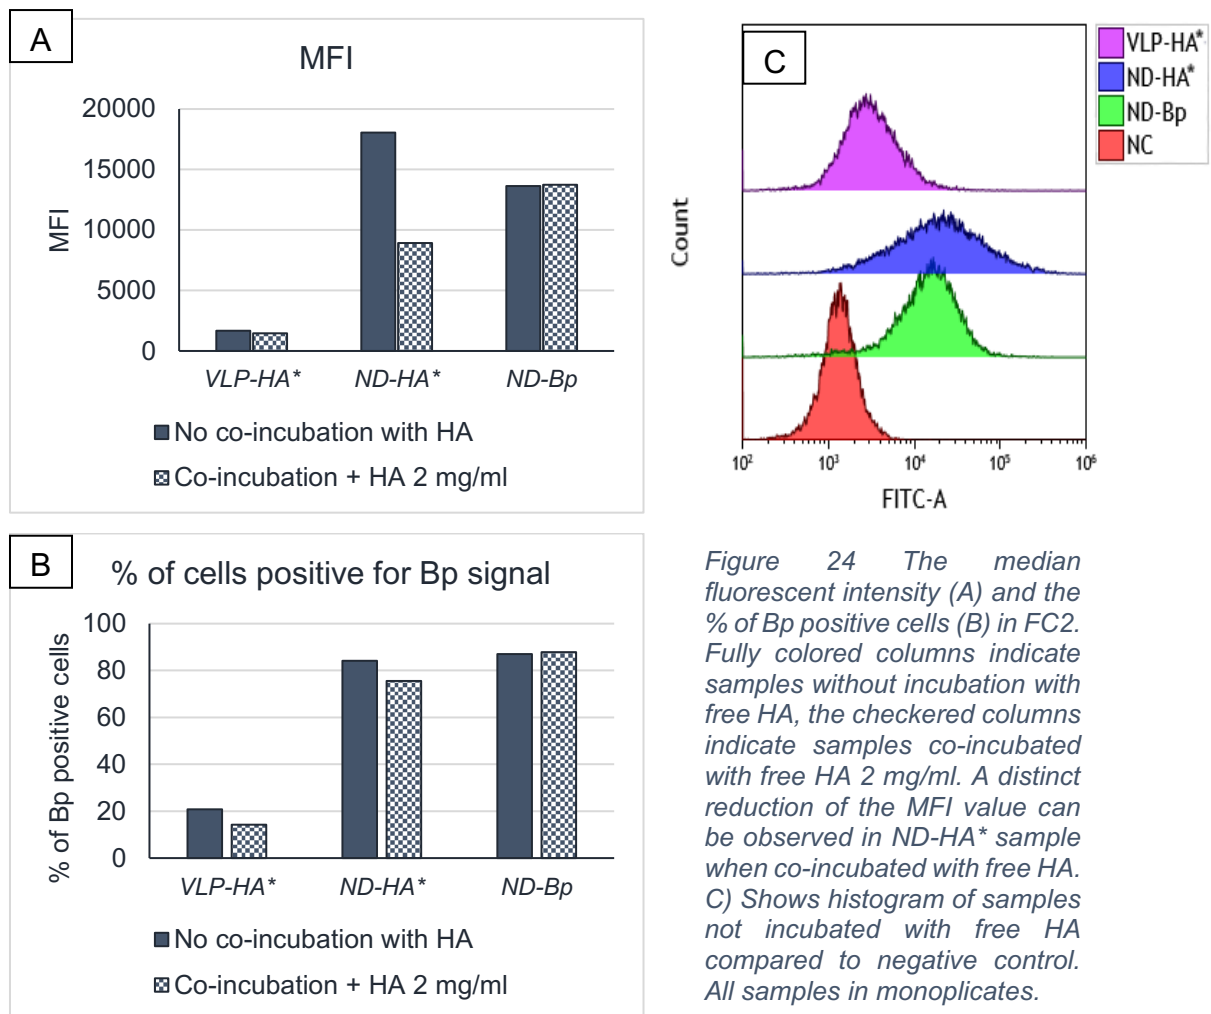 A
MFI
20000
15000
10000
5000
0
MFI
VLP-HA* ND-HA* ND-Bp
No co-incubation with HA
Co-incubation + HA 2 mg/ml
B
% of cells positive for Bp signal
100
80
60
40
20
0
% of Bp positive cells
VLP-HA* ND-HA* ND-Bp
No co-incubation with HA
Co-incubation + HA 2 mg/ml
C
VLP-HA*
ND-HA*
ND-Bp
NC
Count
10² 10³ 10⁴ 10⁵ 10⁶
FITC-A
Figure 24 The median
fluorescent intensity (A) and the
% of Bp positive cells (B) in FC2.
Fully colored columns indicate
samples without incubation with
free HA, the checkered columns
indicate samples co-incubated
with free HA 2 mg/ml. A distinct
reduction of the MFI value can
be observed in ND-HA* sample
when co-incubated with free HA.
C) Shows histogram of samples
not incubated with free HA
compared to negative control.
All samples in monoplicates.